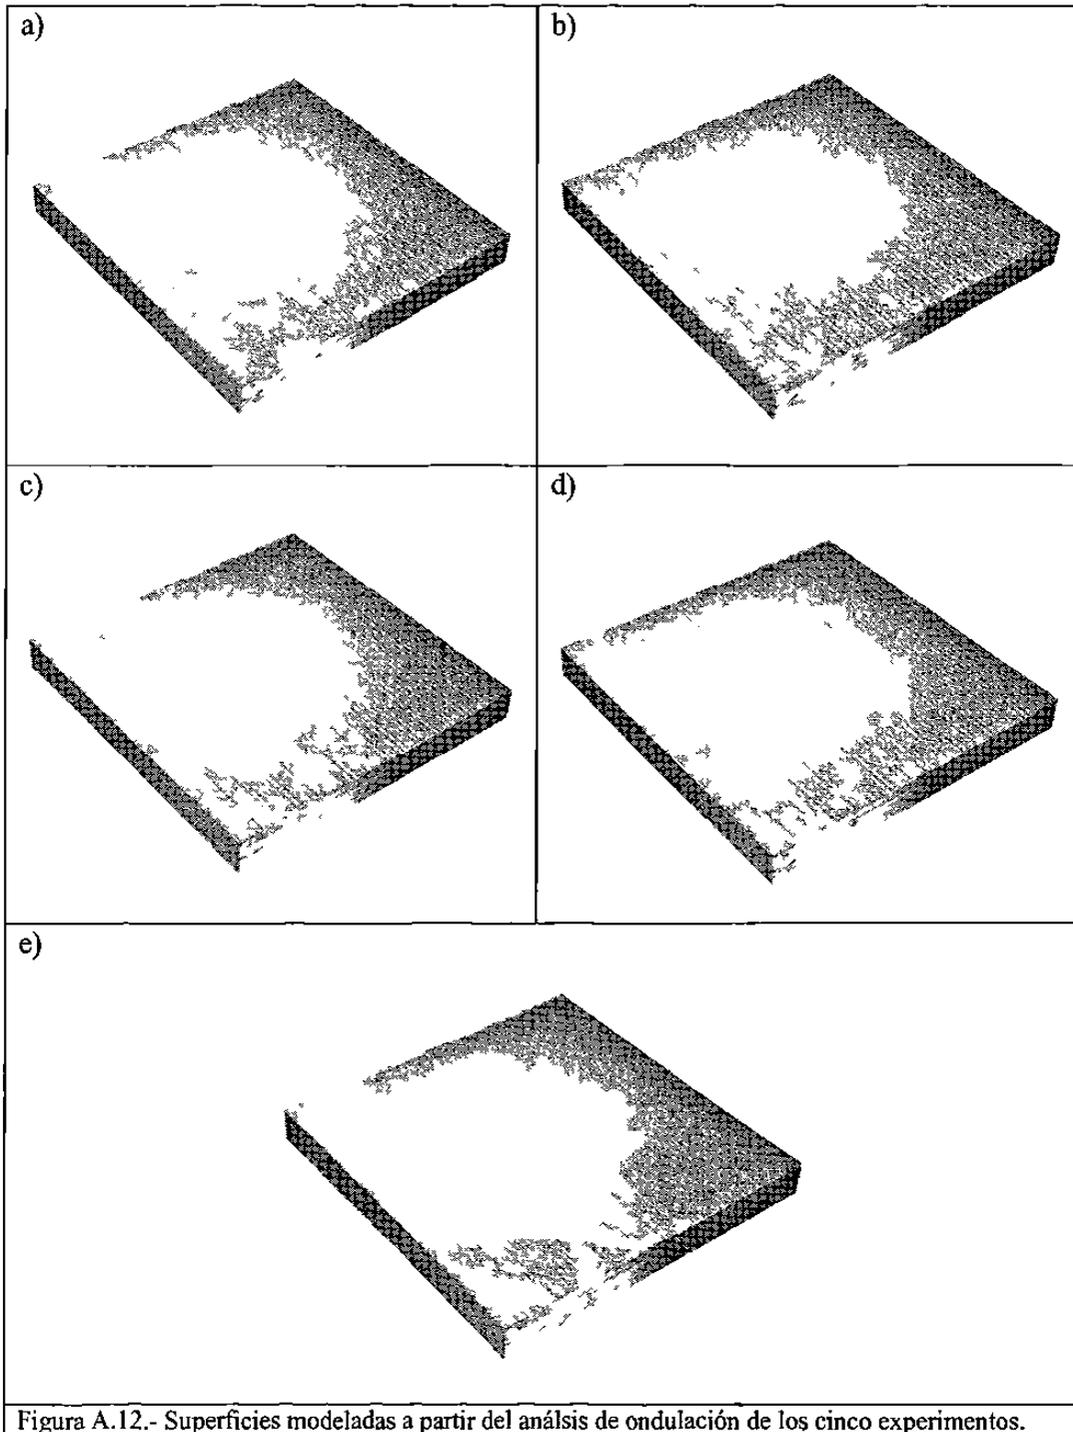 a)
b)
c)
d)
e)
Figura A.12.- Superficies modeladas a partir del análsis de ondulación de los cinco experimentos.